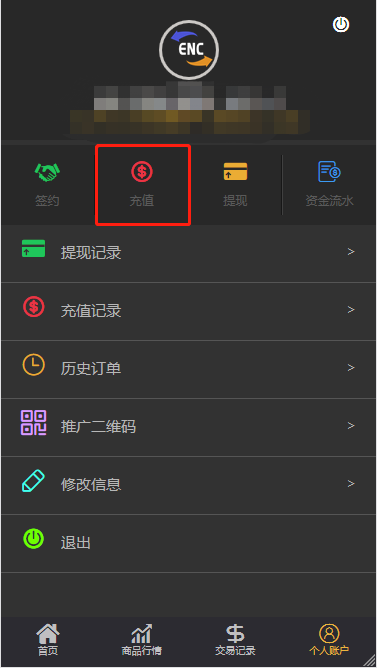 ENC
签约 充值 提现 资金流水
提现记录 >
充值记录 >
历史订单 >
推广二维码 >
修改信息 >
退出
首页 商品行情 交易记录 个人账户